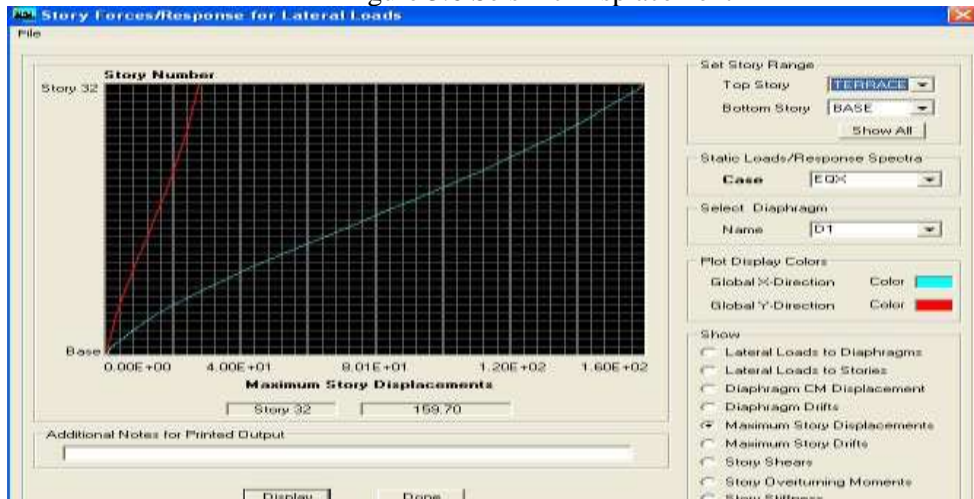 Story Forces/Response for Lateral Loads
File
Story Number
Story 32
Base
0.00E+00 4.00E+01 8.01E+01 1.20E+02 1.60E+02
Maximum Story Displacements
Story 32 159.70
Additional Notes for Printed Output
Display Done
Set Story Range
Top Story TERRACE
Bottom Story BASE
Show All
Static Loads/Response Spectra
Case EQX
Select Diaphragm
Name D1
Plot Display Colors
Global X-Direction Color
Global Y-Direction Color
Show
Lateral Loads to Diaphragms
Lateral Loads to Stories
Diaphragm CM Displacement
Diaphragm Drifts
Maximum Story Displacements
Maximum Story Drifts
Story Shears
Story Overturning Moments
Story Stiffness